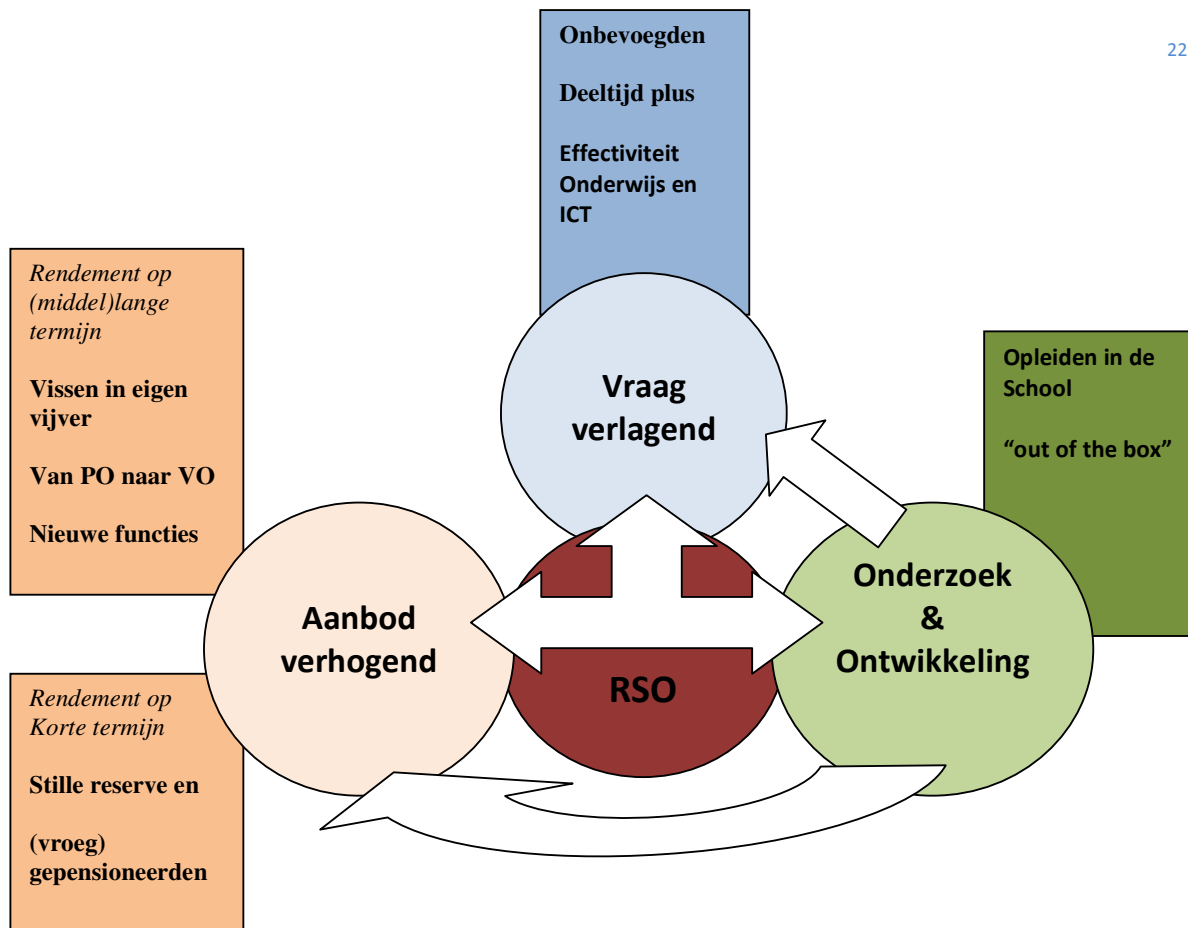 22
Onbevoegden
Deeltijd plus
Effectiviteit
Onderwijs en
ICT
Rendement op
(middel)lange
termijn
Vissen in eigen
vijver
Van PO naar VO
Nieuwe functies
Vraag
verlagend
Opleiden in de
School
“out of the box”
Aanbod
verhogend
Onderzoek
&
Ontwikkeling
RSO
Rendement op
Korte termijn
Stille reserve en
(vroeg)
gepensioneerden